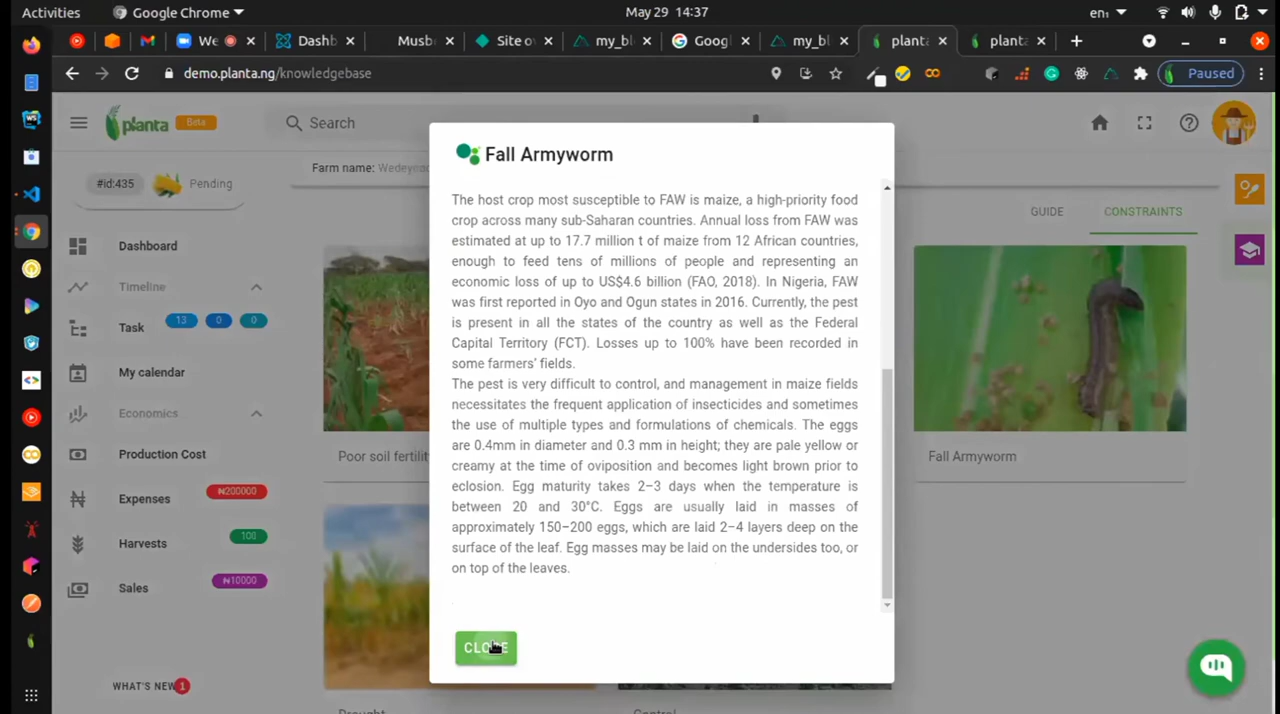 Activities
Google Chrome
May 29 14:37
en₁
We
Dashb
Musb
Site o
my_bl
Googl
my_bl
planta
planta
demo.planta.ng/knowledgebase
Paused
planta
Beta
Search
#id:435
Pending
Farm name: Wedeyna
GUIDE
CONSTRAINTS
Dashboard
Timeline
Task
13
0
0
My calendar
Economics
Production Cost
Expenses
₦200000
Harvests
100
Sales
₦10000
WHAT'S NEW
1
Fall Armyworm
The host crop most susceptible to FAW is maize, a high-priority food
crop across many sub-Saharan countries. Annual loss from FAW was
estimated at up to 17.7 million t of maize from 12 African countries,
enough to feed tens of millions of people and representing an
economic loss of up to US$4.6 billion (FAO, 2018). In Nigeria, FAW
was first reported in Oyo and Ogun states in 2016. Currently, the pest
is present in all the states of the country as well as the Federal
Capital Territory (FCT). Losses up to 100% have been recorded in
some farmers' fields.
The pest is very difficult to control, and management in maize fields
necessitates the frequent application of insecticides and sometimes
the use of multiple types and formulations of chemicals. The eggs
are 0.4mm in diameter and 0.3 mm in height; they are pale yellow or
creamy at the time of oviposition and becomes light brown prior to
eclosion. Egg maturity takes 2–3 days when the temperature is
between 20 and 30°C. Eggs are usually laid in masses of
approximately 150–200 eggs, which are laid 2–4 layers deep on the
surface of the leaf. Egg masses may be laid on the undersides too, or
on top of the leaves.
CLOSE
Poor soil fertility
Fall Armyworm
Drought
Control